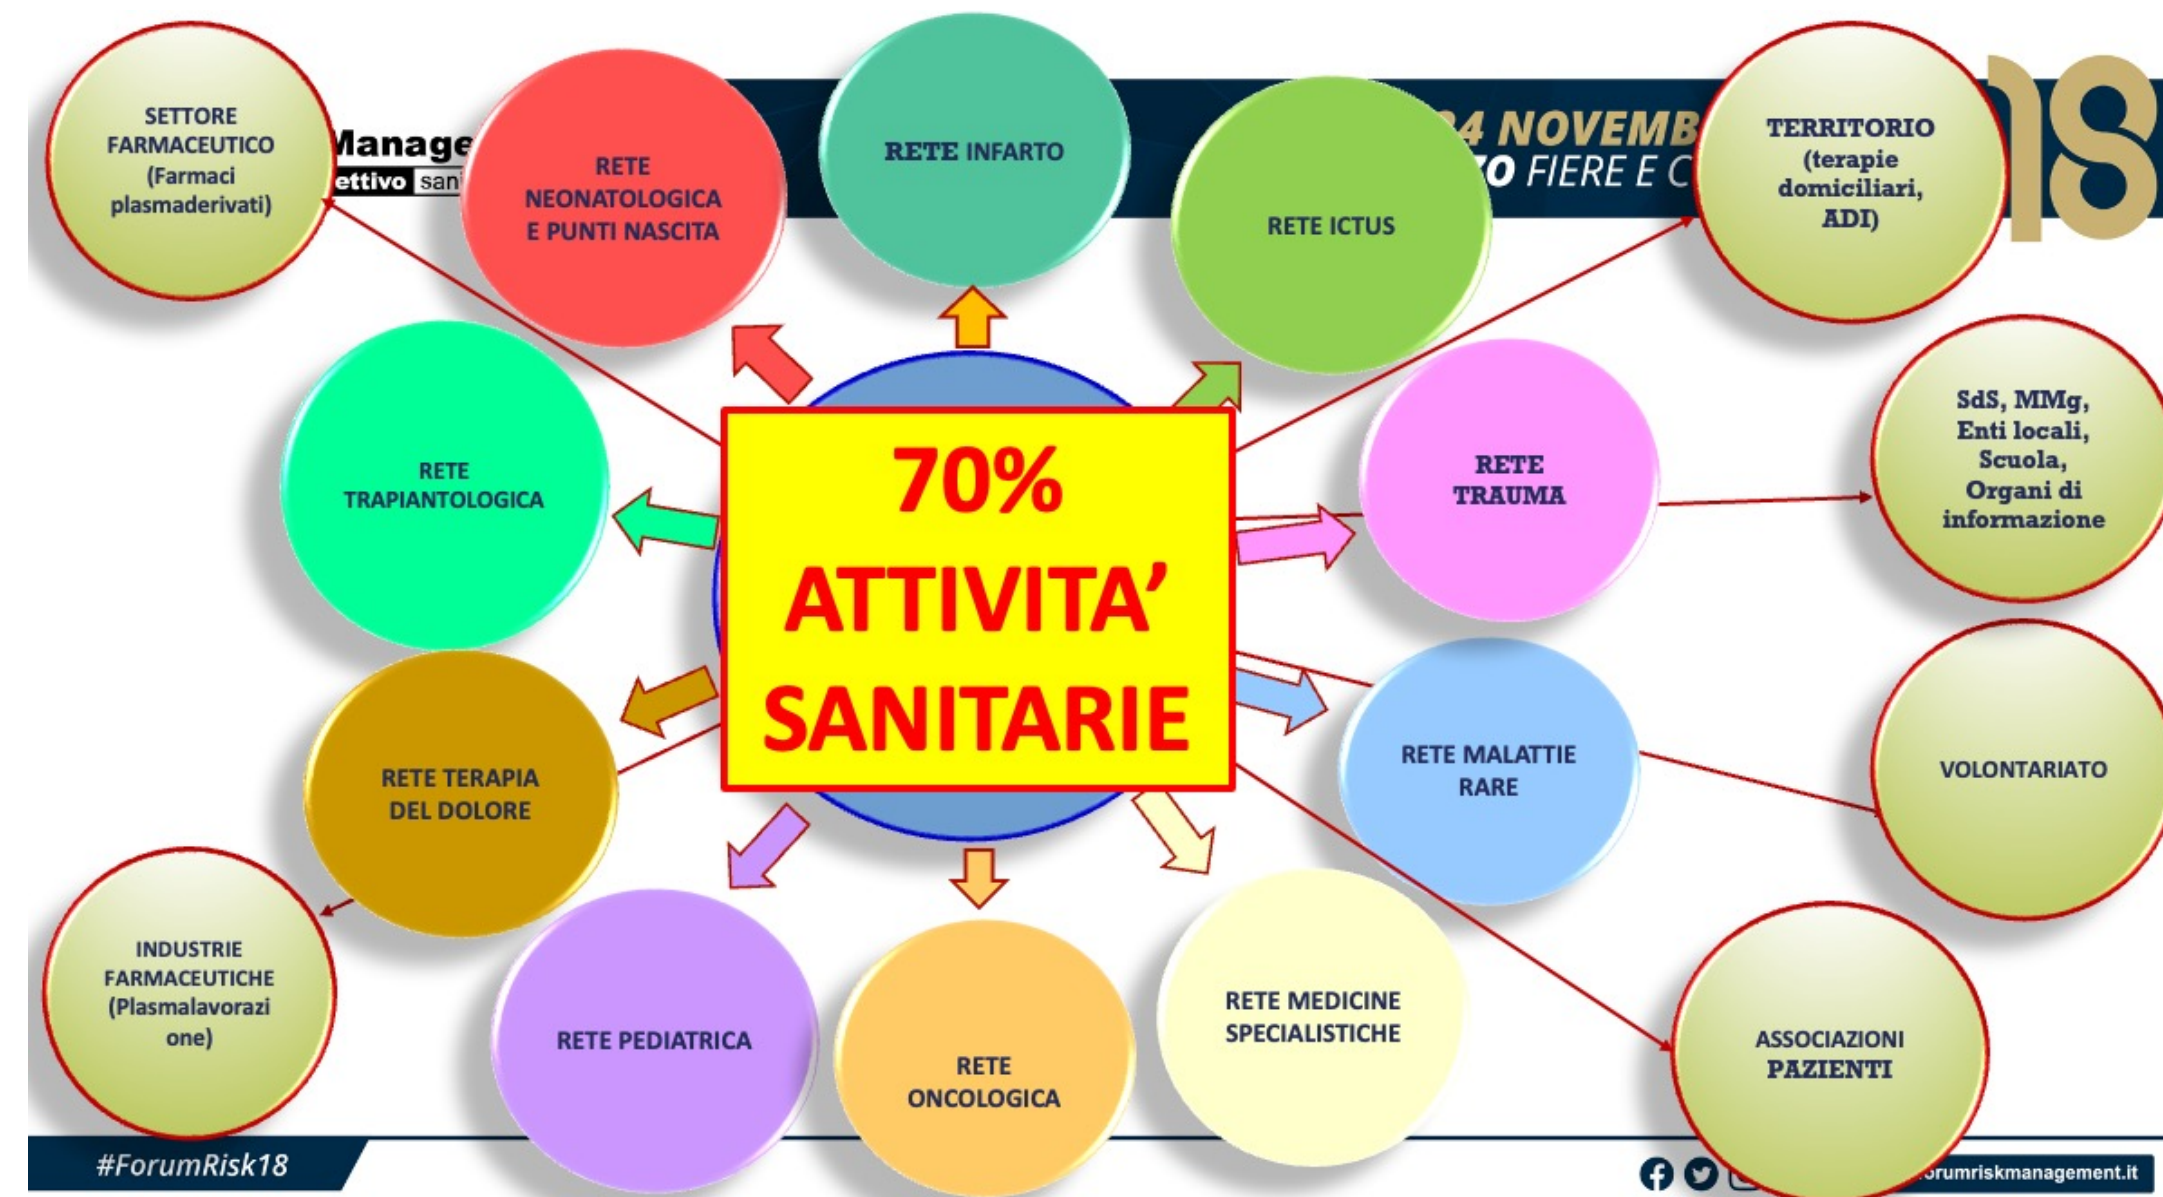 SETTORE
FARMACEUTICO
(Farmaci
plasmaderivati)
RETE
NEONATOLOGICA
E PUNTI NASCITA
RETE INFARTO
RETE ICTUS
TERRITORIO
(terapie
domiciliari,
ADI)
18
RETE
TRAPIANTOLOGICA
70%
ATTIVITA’
SANITARIE
RETE
TRAUMA
SdS, MMg,
Enti locali,
Scuola,
Organi di
informazione
RETE TERAPIA
DEL DOLORE
RETE MALATTIE
RARE
VOLONTARIATO
INDUSTRIE
FARMACEUTICHE
(Plasmalavorazi
one)
RETE PEDIATRICA
RETE
ONCOLOGICA
RETE MEDICINE
SPECIALISTICHE
ASSOCIAZIONI
PAZIENTI
#ForumRisk18
FIERE E